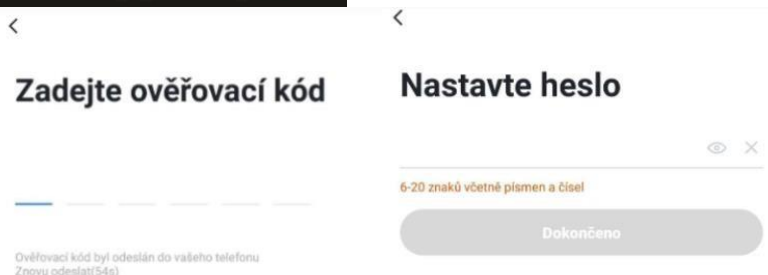 Zadejte ověřovací kód
Ověřovací kód byl odeslán do vašeho telefonu
Znovu odeslat(54s)
Nastavte heslo
6-20 znaků včetně písmen a čísel
Dokončeno